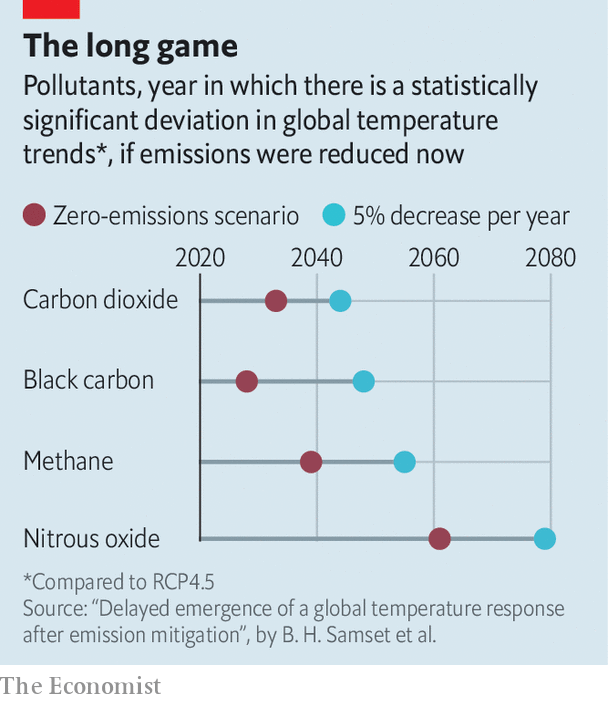 The long game
Pollutants, year in which there is a statistically
significant deviation in global temperature
trends*, if emissions were reduced now
Zero-emissions scenario 5% decrease per year
2020 2040 2060 2080
Carbon dioxide
Black carbon
Methane
Nitrous oxide
*Compared to RCP4.5
Source: “Delayed emergence of a global temperature response
after emission mitigation”, by B. H. Samset et al.
The Economist